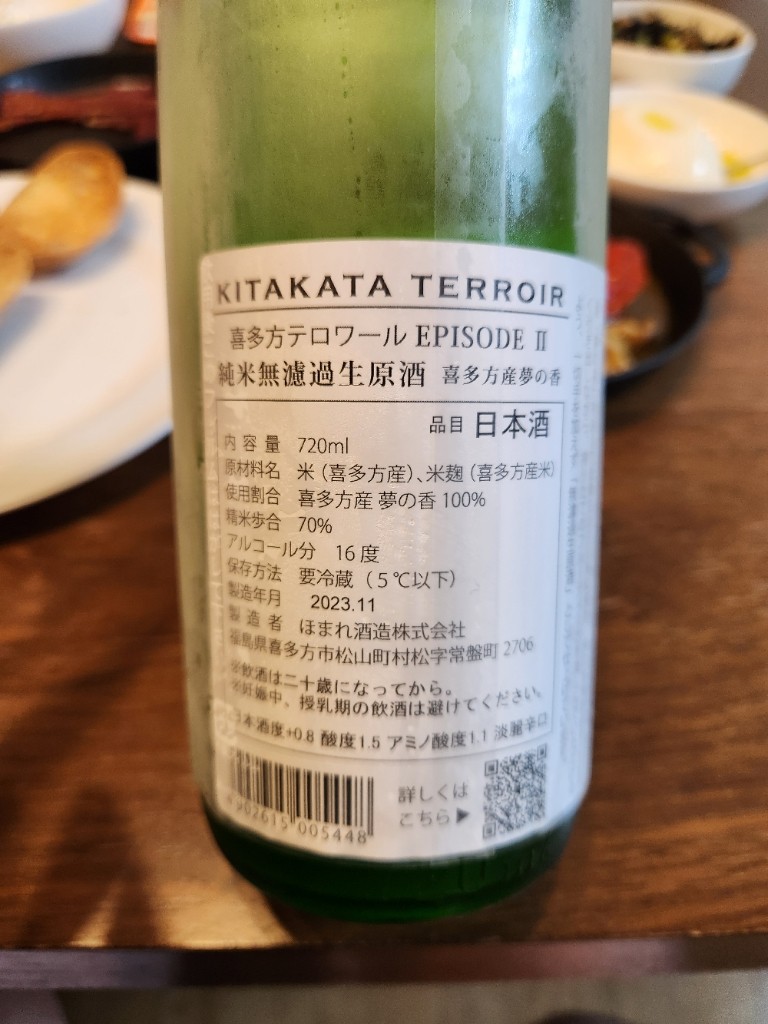 KITAKATA TERROIR
喜多方テロワール EPISODE Ⅱ
純米無濾過生原酒 喜多方産夢の香
品目 日本酒
内容量 720ml
原材料名 米(喜多方産)、米麹(喜多方産米)
使用割合 喜多方産 夢の香 100%
精米歩合 70%
アルコール分 16度
保存方法 要冷蔵(5℃以下)
製造年月 2023.11
製造者 ほまれ酒造株式会社
福島県喜多方市松山町村松字常盤町 2706
※飲酒は二十歳になってから。
※妊娠中、授乳期の飲酒は避けてください。
日本酒度+0.8 酸度1.5 アミノ酸度1.1 淡麗辛口
詳しくは
こちら▶
4902615 005448